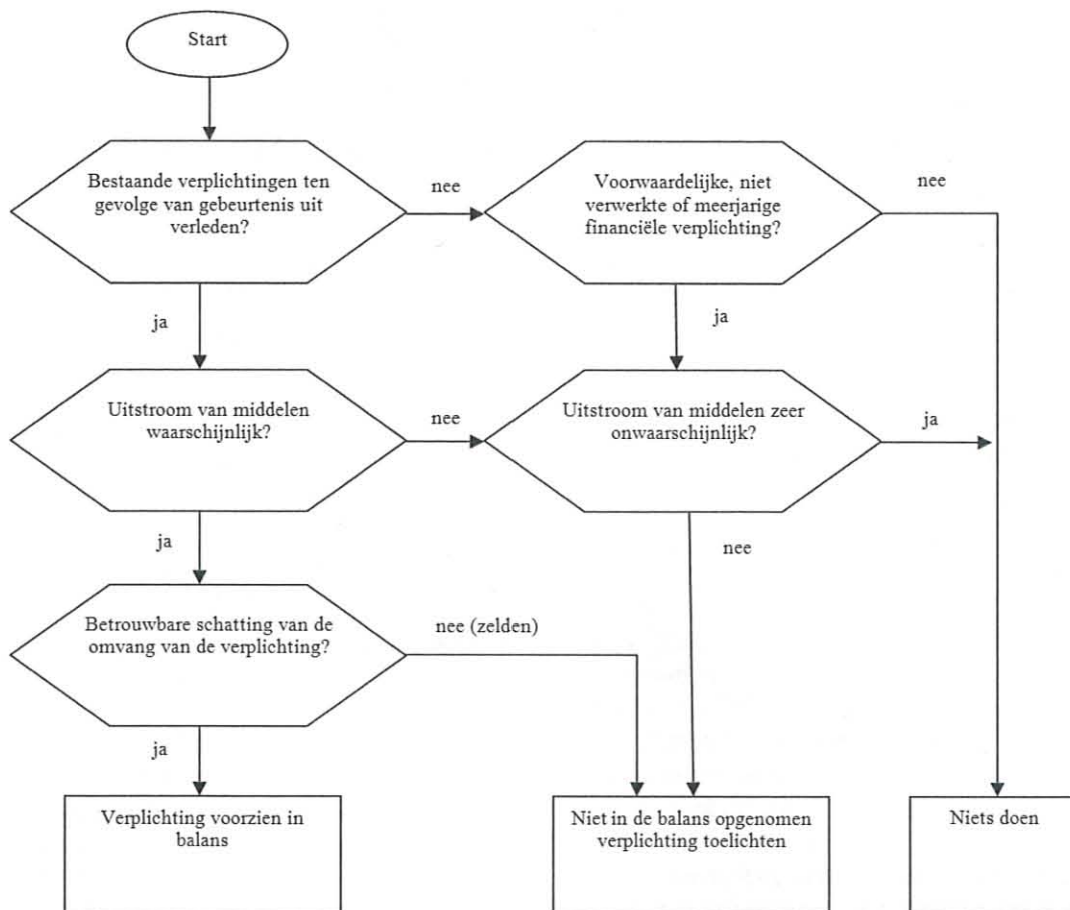 Start
Bestaande verplichtingen ten
gevolge van gebeurtenis uit
verleden?
nee
Voorwaardelijke, niet
verwerkte of meerjarige
financiële verplichting?
nee
ja
ja
Uitstroom van middelen
waarschijnlijk?
nee
Uitstroom van middelen zeer
onwaarschijnlijk?
ja
ja
nee
Betrouwbare schatting van de
omvang van de verplichting?
nee (zelden)
ja
Verplichting voorzien in
balans
Niet in de balans opgenomen
verplichting toelichten
Niets doen